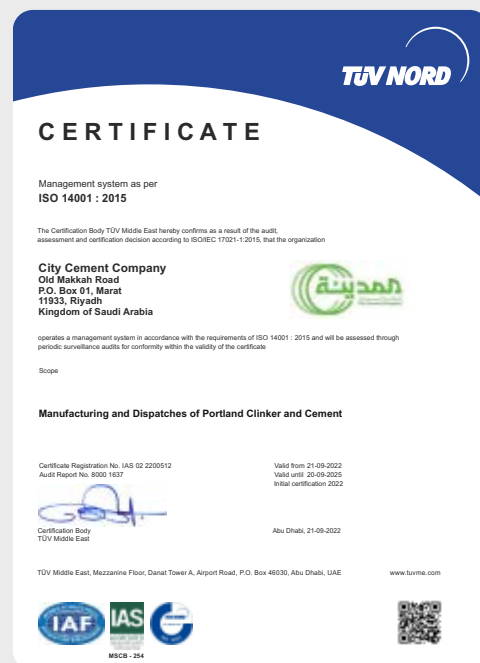 TÜV NORD
CERTIFICATE
Management system as per
ISO 14001 : 2015
The Certification Body TÜV Middle East hereby confirms as a result of the audit,
assessment and certification decision according to ISO/IEC 17021-1:2015, that the organization
City Cement Company
Old Makkah Road
P.O. Box 01, Marat
11933, Riyadh
Kingdom of Saudi Arabia
المدينة
operates a management system in accordance with the requirements of ISO 14001 : 2015 and will be assessed through
periodic surveillance audits for conformity within the validity of the certificate
Scope
Manufacturing and Dispatches of Portland Clinker and Cement
Certificate Registration No. IAS 02 2200512
Audit Report No. 8000 1637
Valid from 21-09-2022
Valid until 20-09-2025
Initial certification 2022
Certification Body
TÜV Middle East
Abu Dhabi, 21-09-2022
TÜV Middle East, Mezzanine Floor, Danat Tower A, Airport Road, P.O. Box 46030, Abu Dhabi, UAE
www.tuvme.com
IAF
IAS
MSCB - 254